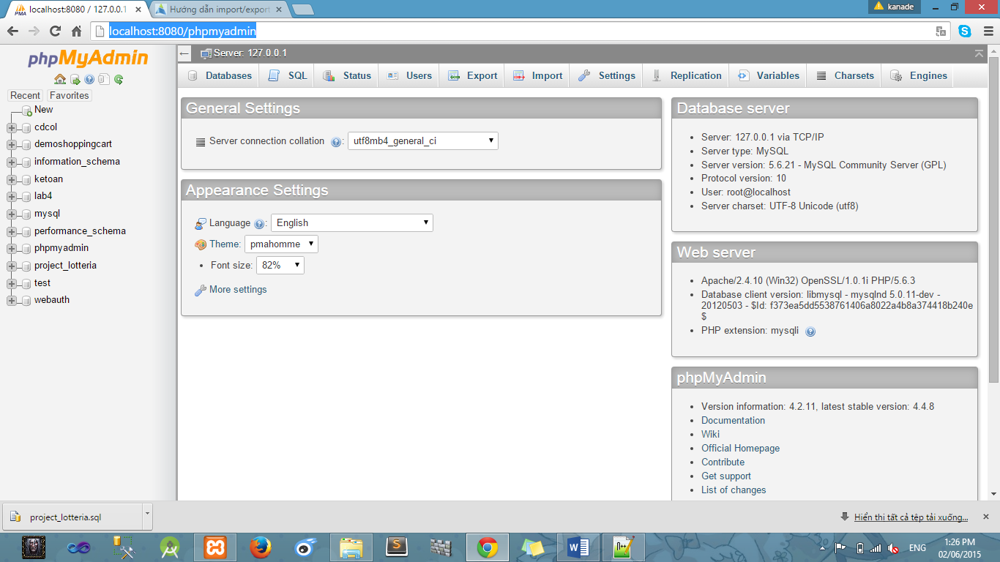 localhost:8080 / 127.0.0.1
Hướng dẫn import/export
kanade
localhost:8080/phpmyadmin
phpMyAdmin
Recent
Favorites
New
cdcol
demoshoppingcart
information_schema
ketoan
lab4
mysql
performance_schema
phpmyadmin
project_lotteria
test
webauth
Server: 127.0.0.1
Databases
SQL
Status
Users
Export
Import
Settings
Replication
Variables
Charsets
Engines
General Settings
Server connection collation : utf8mb4_general_ci
Appearance Settings
Language : English
Theme: pmahomme
Font size: 82%
More settings
Database server
Server: 127.0.0.1 via TCP/IP
Server type: MySQL
Server version: 5.6.21 - MySQL Community Server (GPL)
Protocol version: 10
User: root@localhost
Server charset: UTF-8 Unicode (utf8)
Web server
Apache/2.4.10 (Win32) OpenSSL/1.0.1i PHP/5.6.3
Database client version: libmysql - mysqlnd 5.0.11-dev -
20120503 - $Id: f373ea5dd5538761406a8022a4b8a374418b240e
$
PHP extension: mysqli
phpMyAdmin
Version information: 4.2.11, latest stable version: 4.4.8
Documentation
Wiki
Official Homepage
Contribute
Get support
List of changes
project_lotteria.sql
Hiển thị tất cả tệp tải xuống...
ENG
1:26 PM
02/06/2015